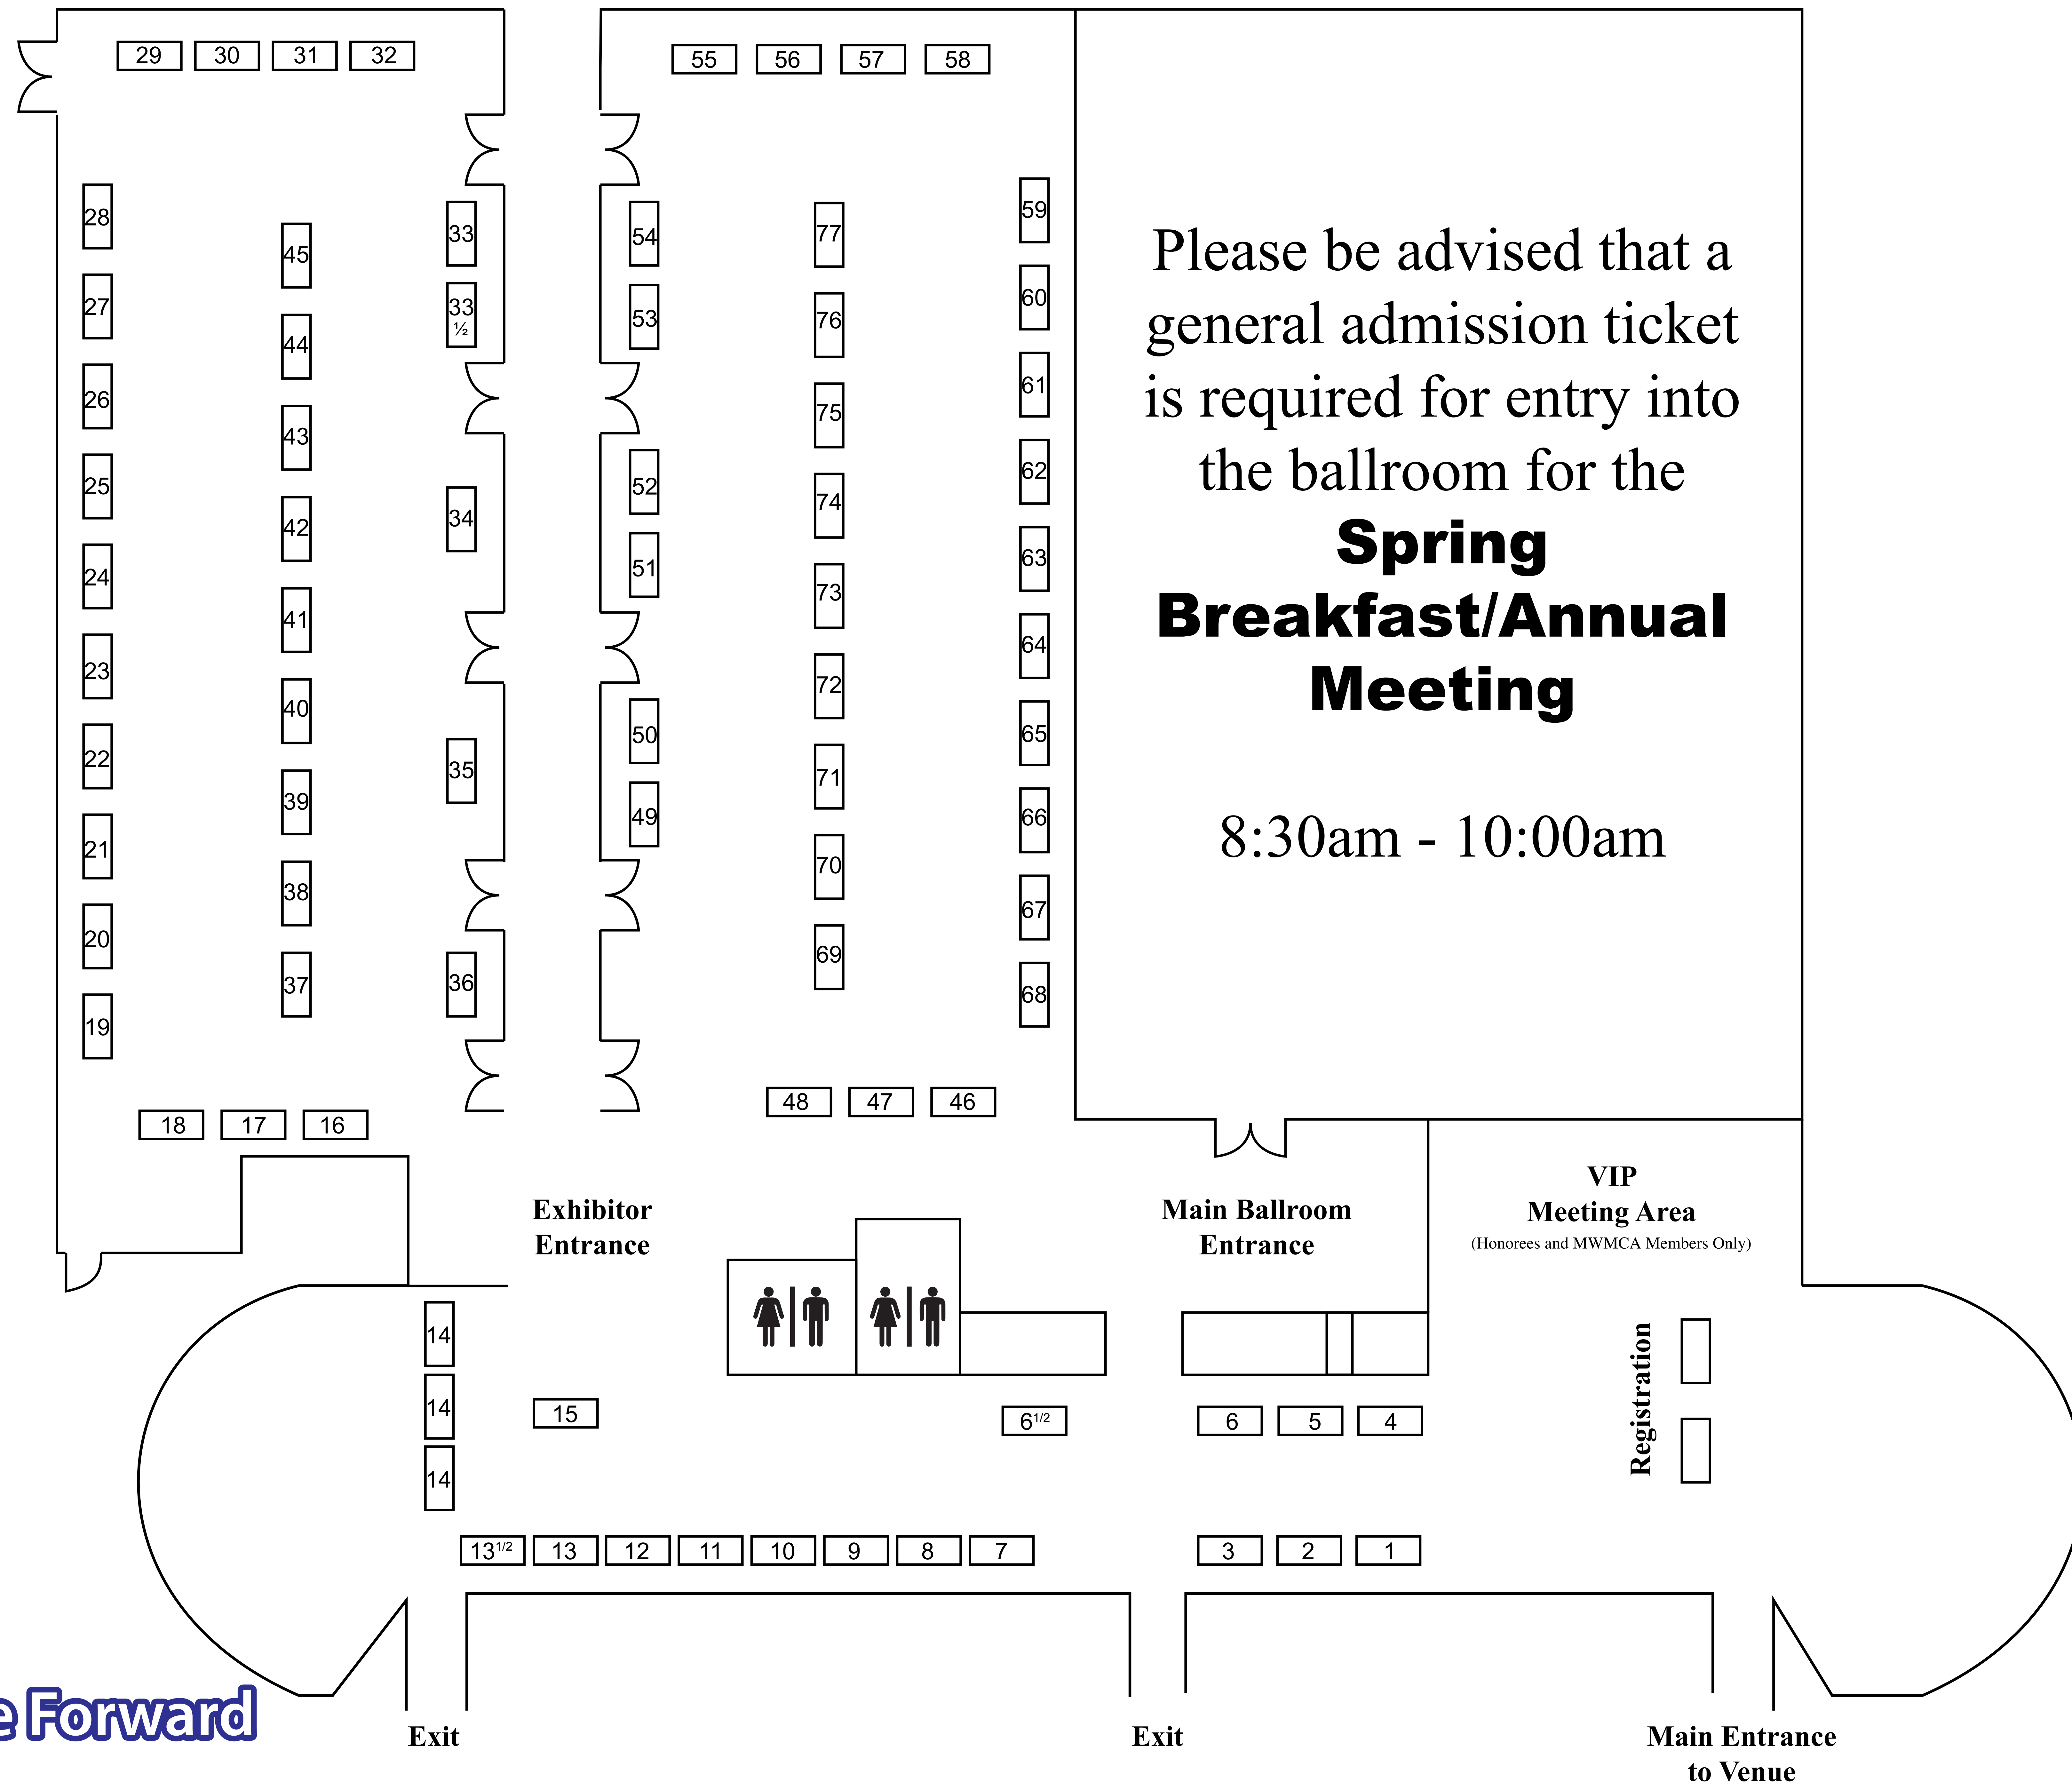 29 30 31 32
55 56 57 58
28
27
26
25
24
23
22
21
20
19
45
44
43
42
41
40
39
38
37
33
33
½
34
35
36
54
53
52
51
50
49
77
76
75
74
73
72
71
70
69
59
60
61
62
63
64
65
66
67
68
Please be advised that a
general admission ticket
is required for entry into
the ballroom for the
Spring
Breakfast/Annual
Meeting
8:30am - 10:00am
48 47 46
18 17 16
Exhibitor
Entrance
Main Ballroom
Entrance
VIP
Meeting Area
(Honorees and MWMCA Members Only)
Registration
14
14
14
15
6 1/2
6 5 4
13 1/2 13 12 11 10 9 8 7
3 2 1
e Forward
Exit
Exit
Main Entrance
to Venue